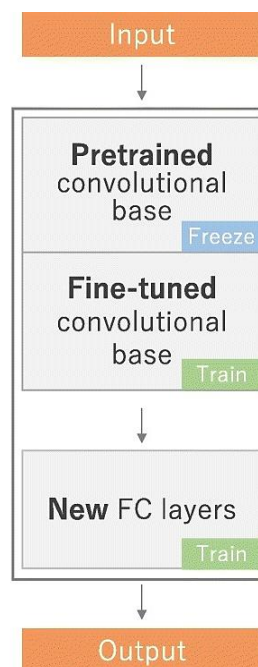 Input
Pretrained
convolutional
base
Freeze
Fine-tuned
convolutional
base
Train
New FC layers
Train
Output